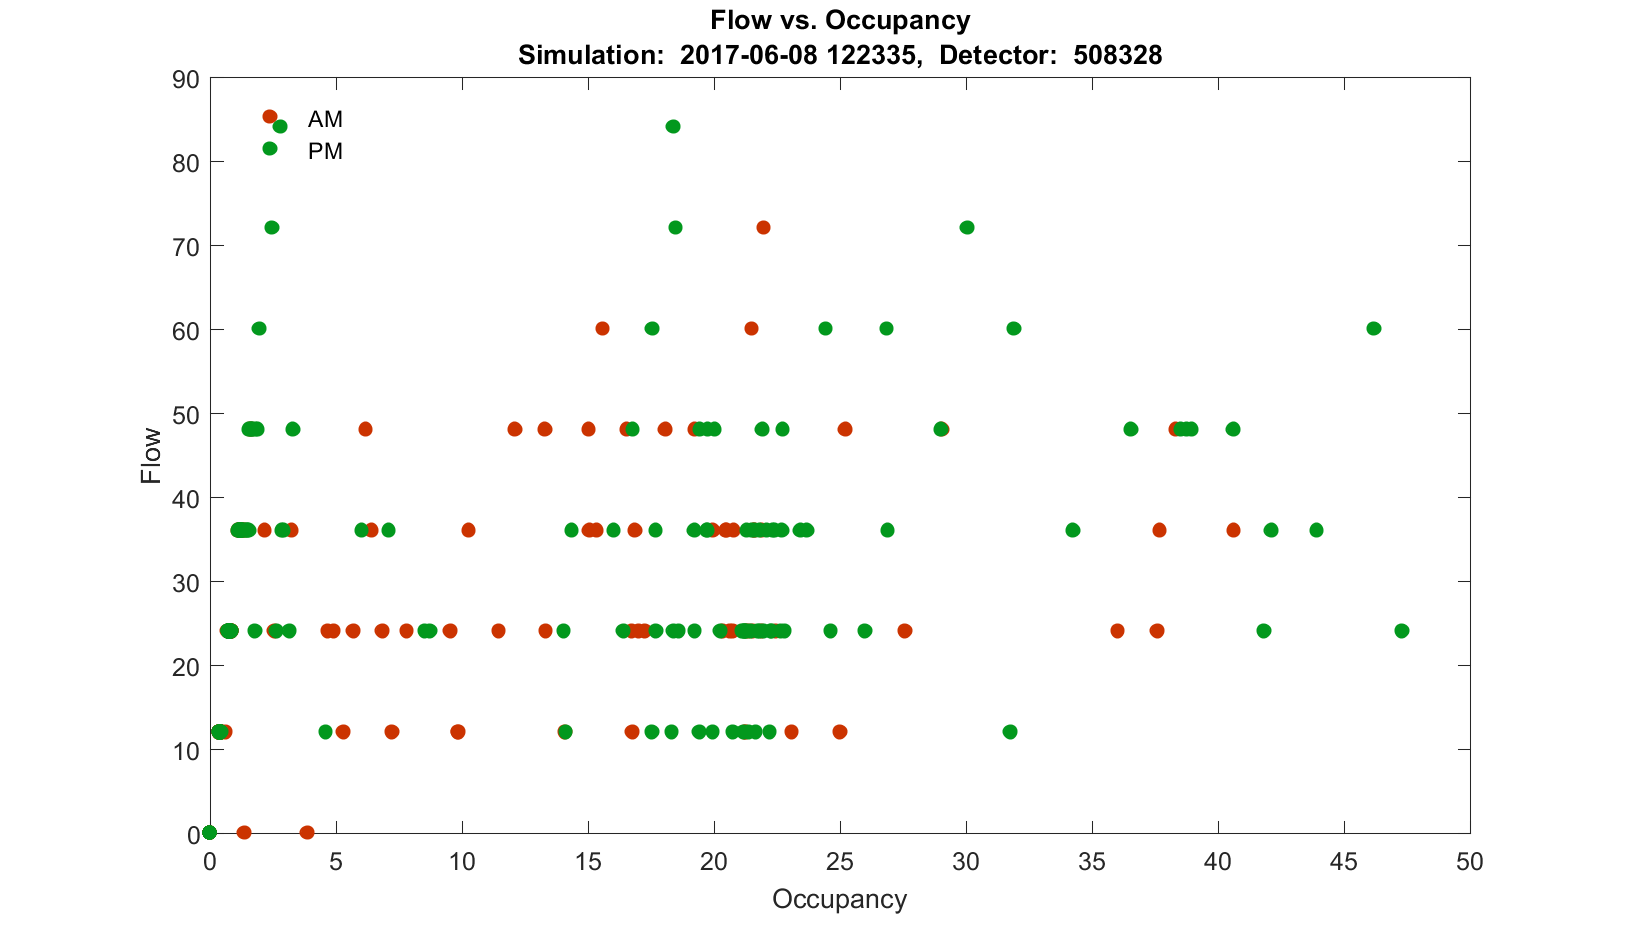 Flow vs. Occupancy
Simulation:  2017-06-08 122335,  Detector:  508328
AM
PM
90
80
70
60
50
40
30
20
10
0
Flow
0 5 10 15 20 25 30 35 40 45 50
Occupancy